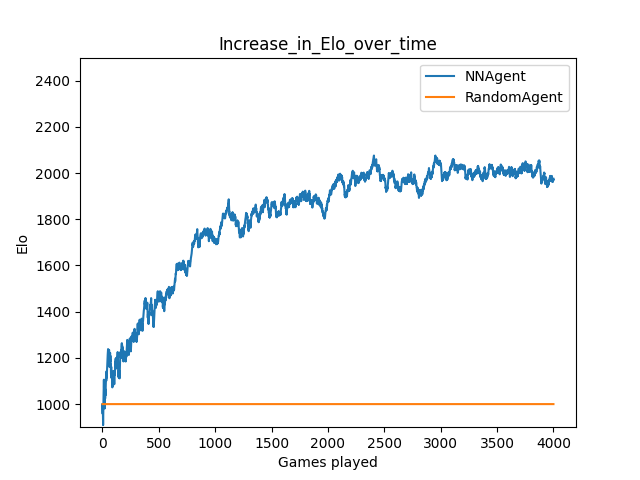 Increase_in_Elo_over_time
NNAgent
RandomAgent
2400
2200
2000
1800
1600
1400
1200
1000
Elo
0 500 1000 1500 2000 2500 3000 3500 4000
Games played